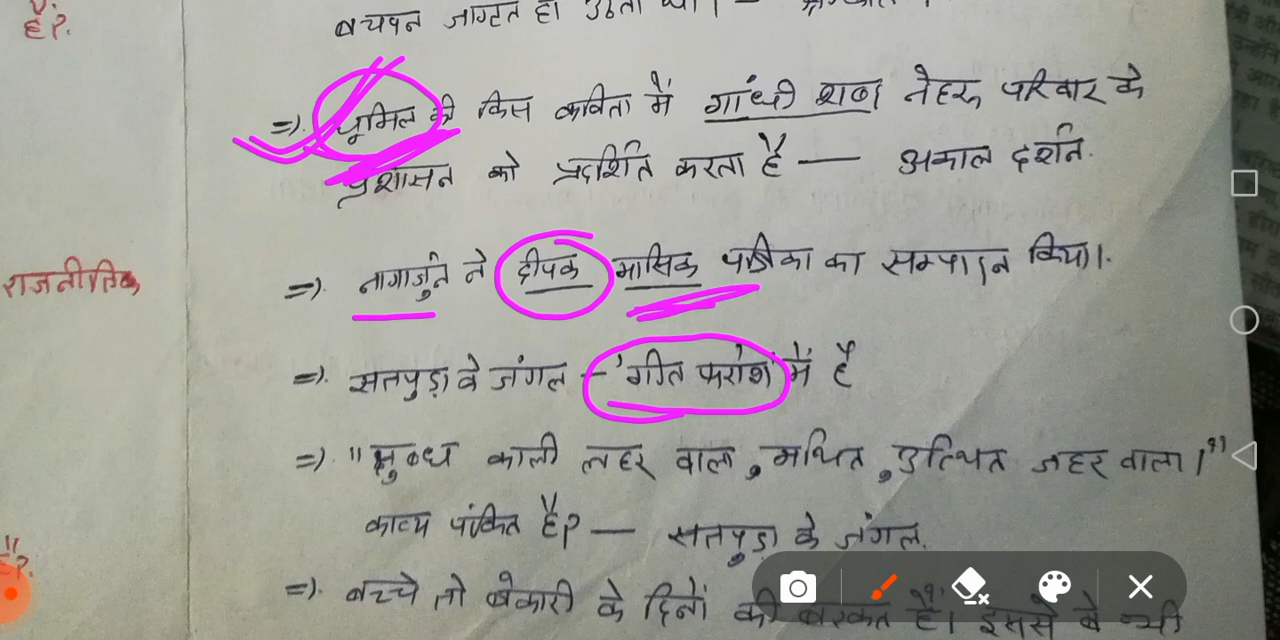 है?
बचपन जागृत हो उठता था। —
=). धूमिल की किस कविता में गांधी शब्द नेहरू परिवार के
प्रशासन को प्रदर्शित करता है — अकाल दर्शन.
राजनीतिक
=). नागार्जुन ने दीपक मासिक पत्रिका का सम्पादन किया।
=). सतपुड़ा के जंगल – 'गीत फरोश' में है
=). "क्षुब्ध काली लहर वाला, मथित, उत्थित जहर वाला।"
काव्य पंक्ति है? — सतपुड़ा के जंगल.
=). बच्चे तो बेकारी के दिनों की बरकत है। इससे वे